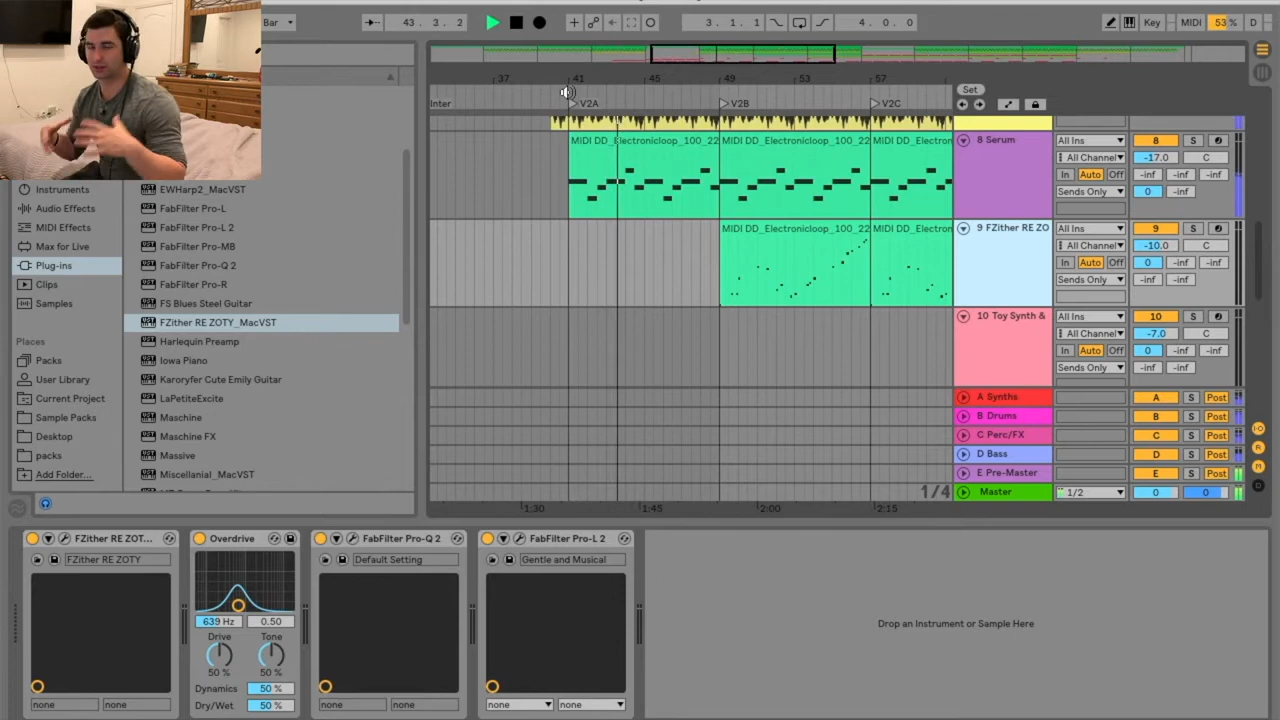 Bar
43. 3. 2
3. 1. 1
4. 0. 0
Key
MIDI
53 %
D
37 41 45 49 53 57
Set
Inter
V2A
V2B
V2C
MIDI DD_Electronicloop_100_22
MIDI DD_Electronicloop_100_22
MIDI DD_Electron
8 Serum
All Ins
8
S
All Channel
-17.0
C
In Auto Off
-inf -inf
Sends Only
0
-inf
MIDI DD_Electronicloop_100_22
MIDI DD_Electron
9 FZither RE ZO
All Ins
9
S
All Channel
-10.0
C
In Auto Off
0
-inf -inf
Sends Only
-inf -inf
10 Toy Synth &
All Ins
10
S
All Channel
-7.0
C
In Auto Off
0
-inf -inf
Sends Only
-inf -inf
A Synths
A S Post
B Drums
B S Post
C Perc/FX
C S Post
D Bass
D S Post
E Pre-Master
E S Post
1/4
Master
1/2
0
0
1:30 1:45 2:00 2:15
Instruments
Audio Effects
MIDI Effects
Max for Live
Plug-ins
Clips
Samples
Places
Packs
User Library
Current Project
Sample Packs
Desktop
packs
Add Folder...
EWHarp2_MacVST
FabFilter Pro-L
FabFilter Pro-L 2
FabFilter Pro-MB
FabFilter Pro-Q 2
FabFilter Pro-R
FS Blues Steel Guitar
FZither RE ZOTY_MacVST
Harlequin Preamp
Iowa Piano
Karoryfer Cute Emily Guitar
LaPetiteExcite
Maschine
Maschine FX
Massive
Miscellanial_MacVST
FZither RE ZOT...
FZither RE ZOTY
none
none
Overdrive
639 Hz
0.50
Drive
Tone
50 %
50 %
Dynamics
50 %
Dry/Wet
50 %
FabFilter Pro-Q 2
Default Setting
none
none
FabFilter Pro-L 2
Gentle and Musical
none
none
Drop an Instrument or Sample Here